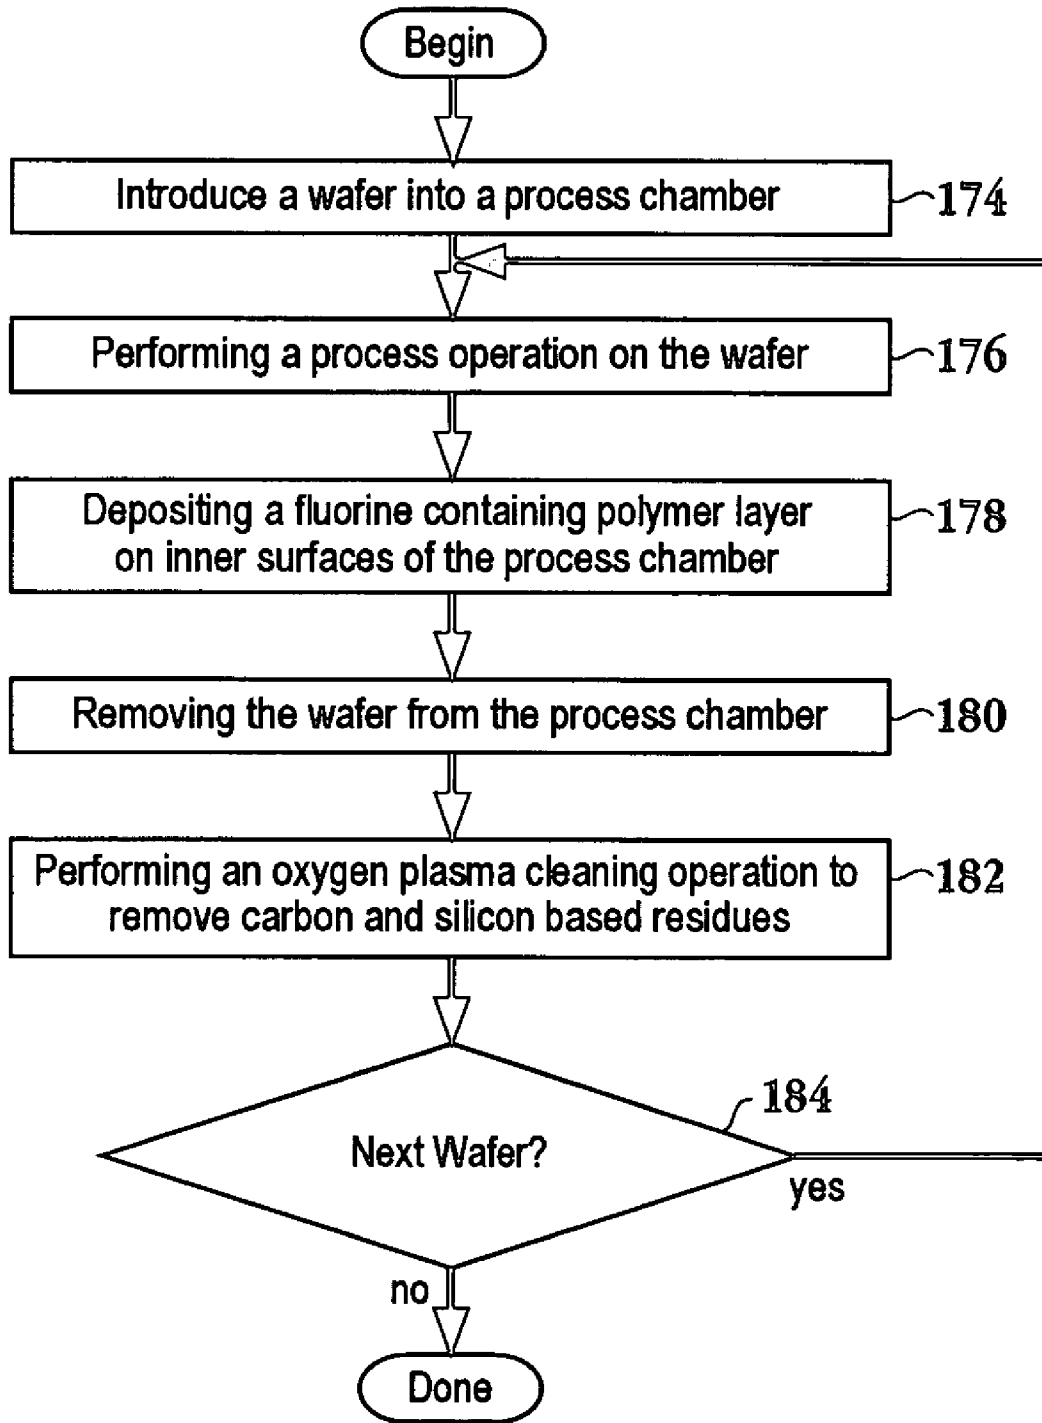 Begin
Introduce a wafer into a process chamber
174
Performing a process operation on the wafer
176
Depositing a fluorine containing polymer layer
on inner surfaces of the process chamber
178
Removing the wafer from the process chamber
180
Performing an oxygen plasma cleaning operation to
remove carbon and silicon based residues
182
184
Next Wafer?
yes
no
Done